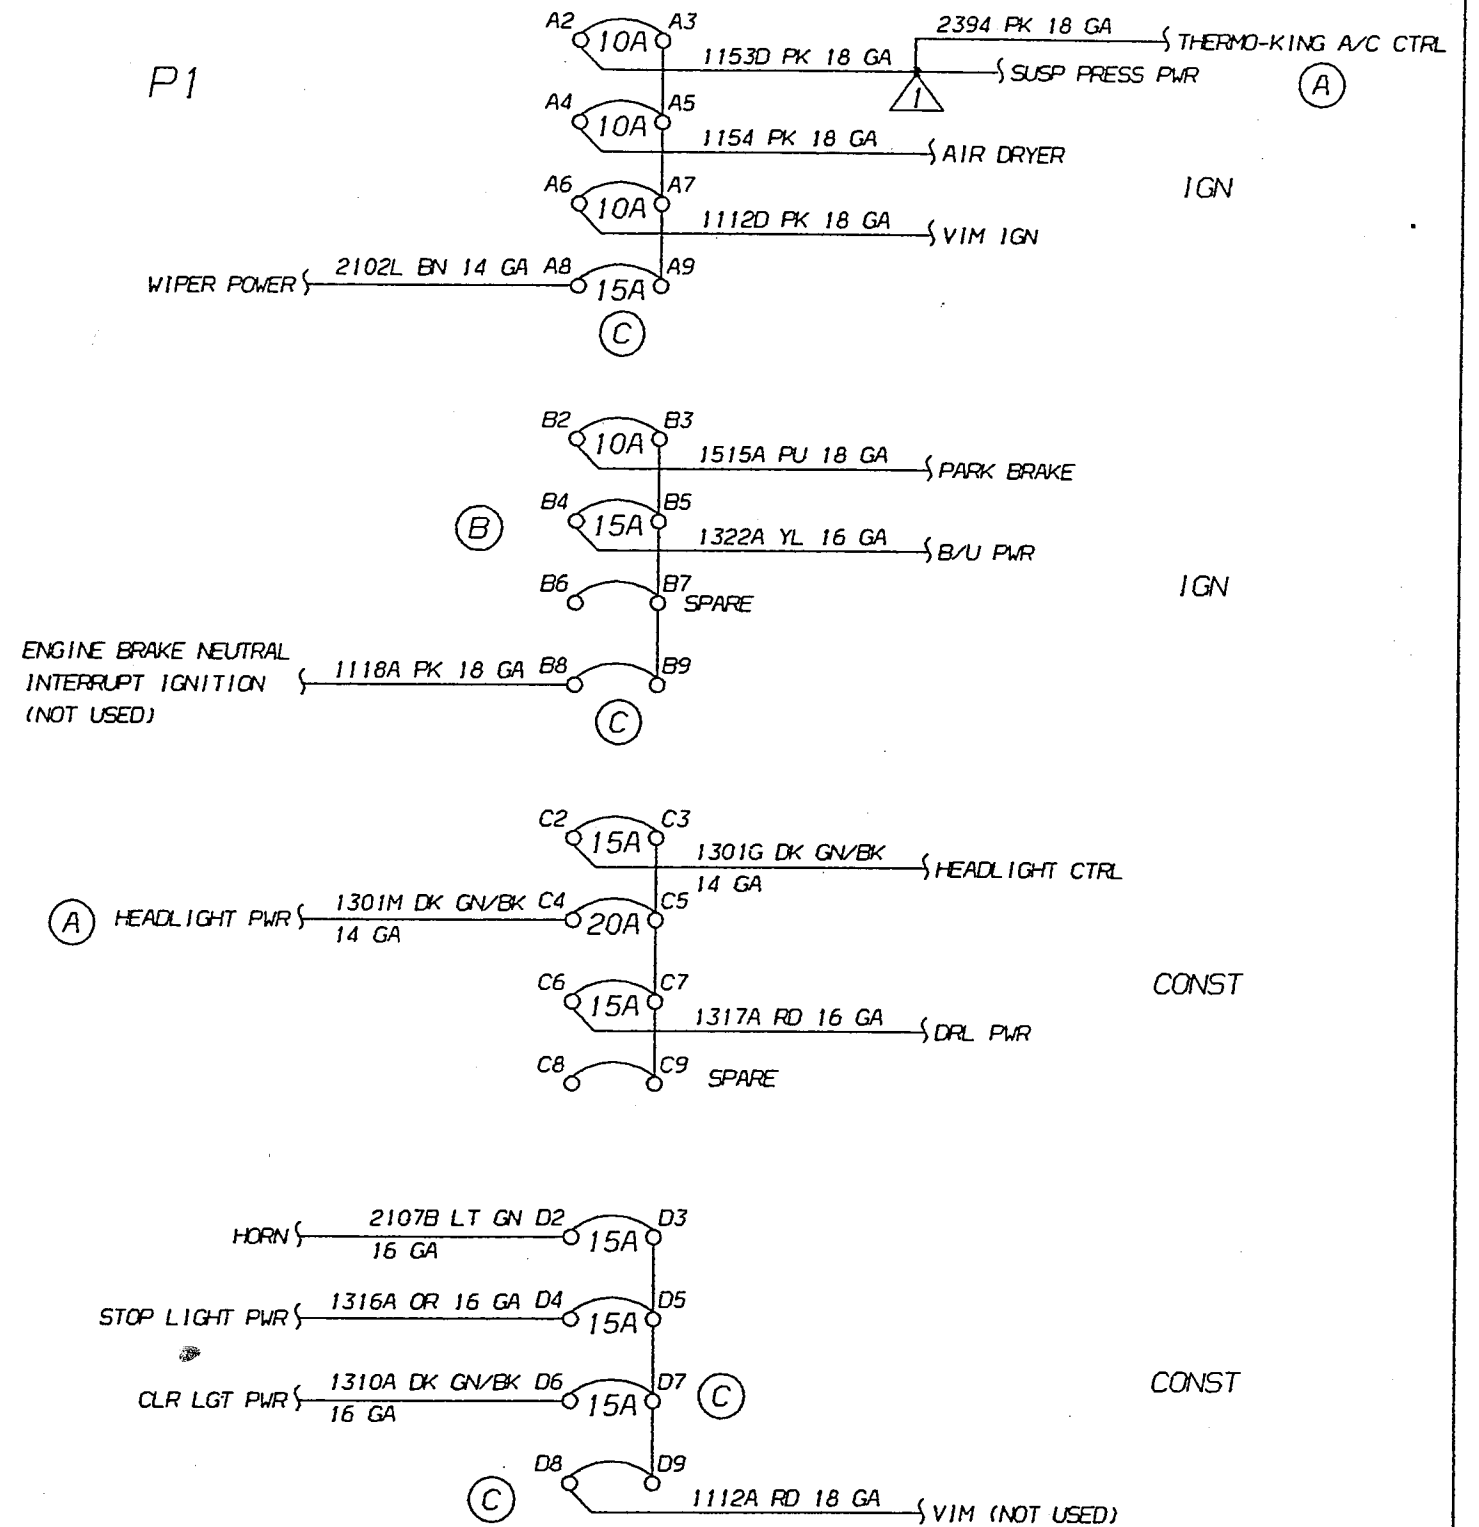 P1
A2 10A A3
2394 PK 18 GA THERMO-KING A/C CTRL
1153D PK 18 GA SUSP PRESS PWR
1
A
A4 10A A5
1154 PK 18 GA AIR DRYER
IGN
A6 10A A7
1112D PK 18 GA VIM IGN
WIPER POWER 2102L BN 14 GA A8 15A A9
C
B2 10A B3
1515A PU 18 GA PARK BRAKE
B
B4 15A B5
1322A YL 16 GA B/U PWR
IGN
B6 B7 SPARE
ENGINE BRAKE NEUTRAL
INTERRUPT IGNITION 1118A PK 18 GA B8 B9
(NOT USED)
C
C2 15A C3
1301G DK GN/BK HEADLIGHT CTRL
14 GA
A HEADLIGHT PWR 1301M DK GN/BK C4 20A C5
14 GA
CONST
C6 15A C7
1317A RD 16 GA DRL PWR
C8 C9 SPARE
HORN 2107B LT GN D2 15A D3
16 GA
STOP LIGHT PWR 1316A OR 16 GA D4 15A D5
CLR LGT PWR 1310A DK GN/BK D6 15A D7 C
16 GA
CONST
D8 D9
C
1112A RD 18 GA VIM (NOT USED)